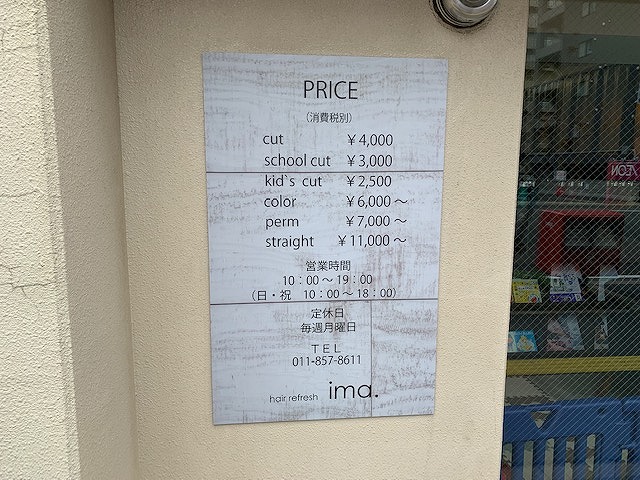 PRICE
（消費税別）
cut ￥4,000
school cut ￥3,000
kid`s cut ￥2,500
color ￥6,000～
perm ￥7,000～
straight ￥11,000～
営業時間
10：00～19：00
（日・祝 10：00～18：00）
定休日
毎週月曜日
ＴＥＬ
011-857-8611
hair refresh ima.